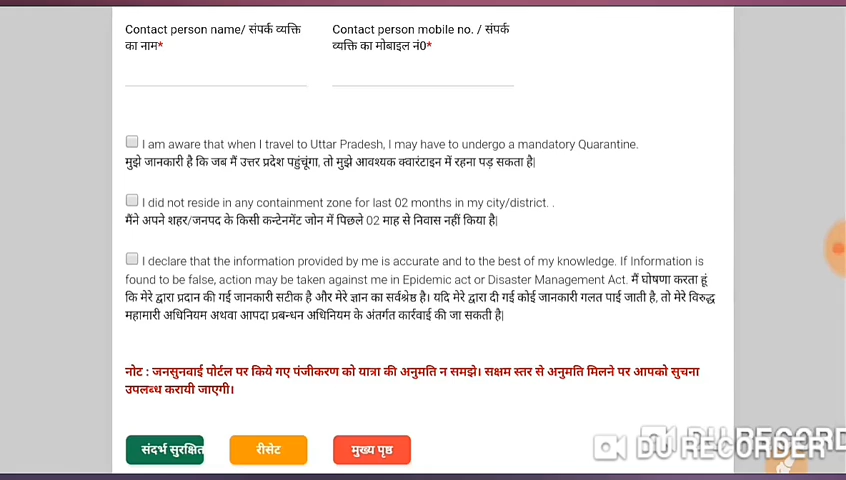 Contact person name/ संपर्क व्यक्ति का नाम*
Contact person mobile no. / संपर्क व्यक्ति का मोबाइल नं0*
I am aware that when I travel to Uttar Pradesh, I may have to undergo a mandatory Quarantine.
मुझे जानकारी है कि जब मैं उत्तर प्रदेश पहुंचूंगा, तो मुझे आवश्यक क्वारंटाइन में रहना पड़ सकता है|
I did not reside in any containment zone for last 02 months in my city/district. .
मैंने अपने शहर/जनपद के किसी कन्टेनमेंट जोन में पिछले 02 माह से निवास नहीं किया है|
I declare that the information provided by me is accurate and to the best of my knowledge. If Information is
found to be false, action may be taken against me in Epidemic act or Disaster Management Act. मैं घोषणा करता हूं
कि मेरे द्वारा प्रदान की गई जानकारी सटीक है और मेरे ज्ञान का सर्वश्रेष्ठ है। यदि मेरे द्वारा दी गई कोई जानकारी गलत पाई जाती है, तो मेरे विरुद्ध
महामारी अधिनियम अथवा आपदा प्रबन्धन अधिनियम के अंतर्गत कार्रवाई की जा सकती है|
नोट : जनसुनवाई पोर्टल पर किये गए पंजीकरण को यात्रा की अनुमति न समझे। सक्षम स्तर से अनुमति मिलने पर आपको सुचना
उपलब्ध करायी जाएगी।
संदर्भ सुरक्षित
रीसेट
मुख्य पृष्ठ
DU RECORDER